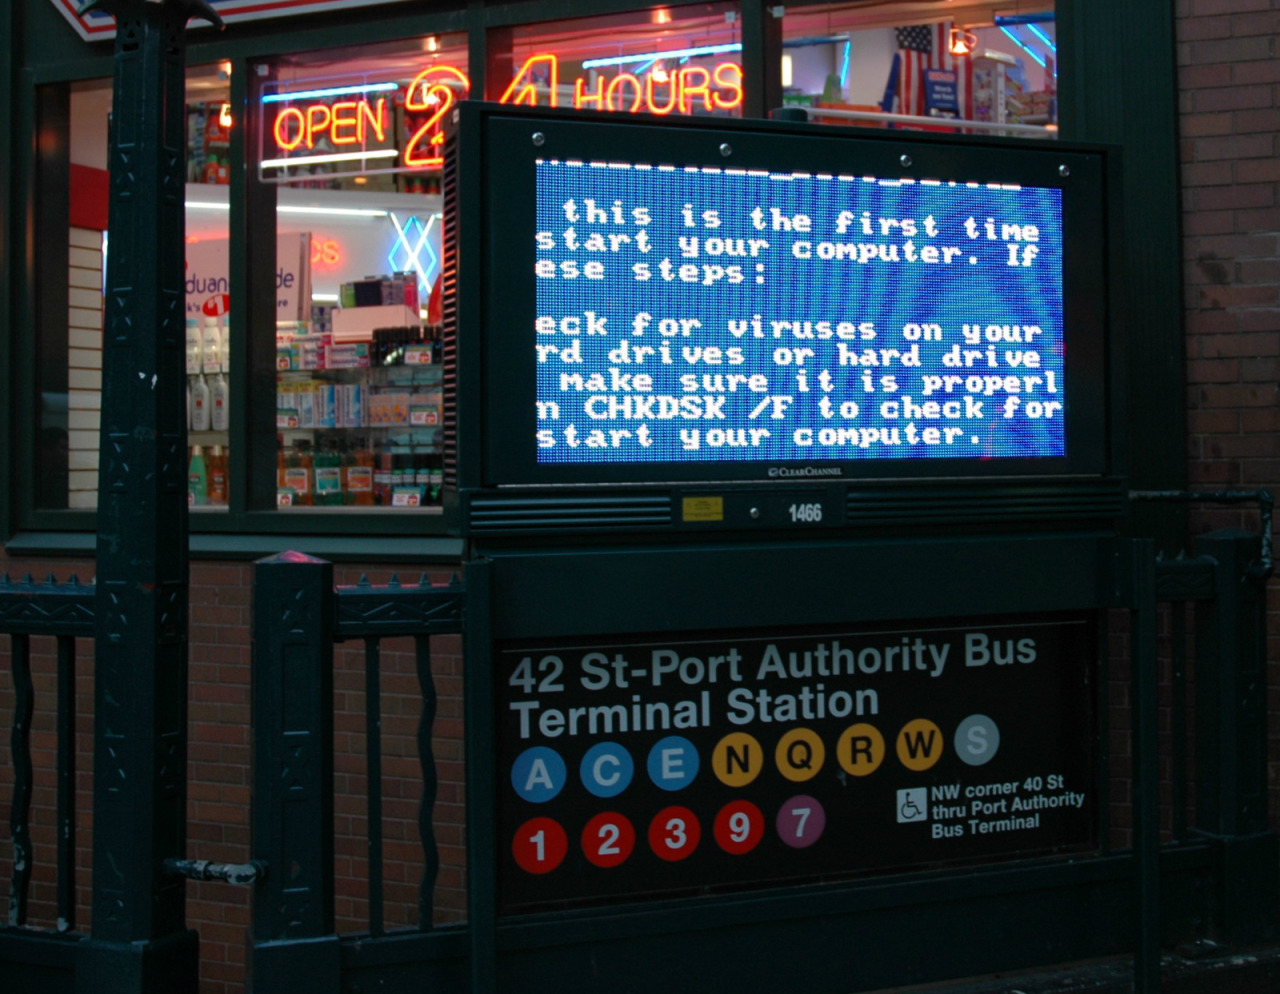 OPEN 24 HOURS
this is the first time
start your computer. If
ese steps:
eck for viruses on your
rd drives or hard drive
make sure it is properl
n CHKDSK /F to check for
start your computer.
CLEARCHANNEL
1466
42 St-Port Authority Bus
Terminal Station
A C E N Q R W S
1 2 3 9 7
NW corner 40 St
thru Port Authority
Bus Terminal